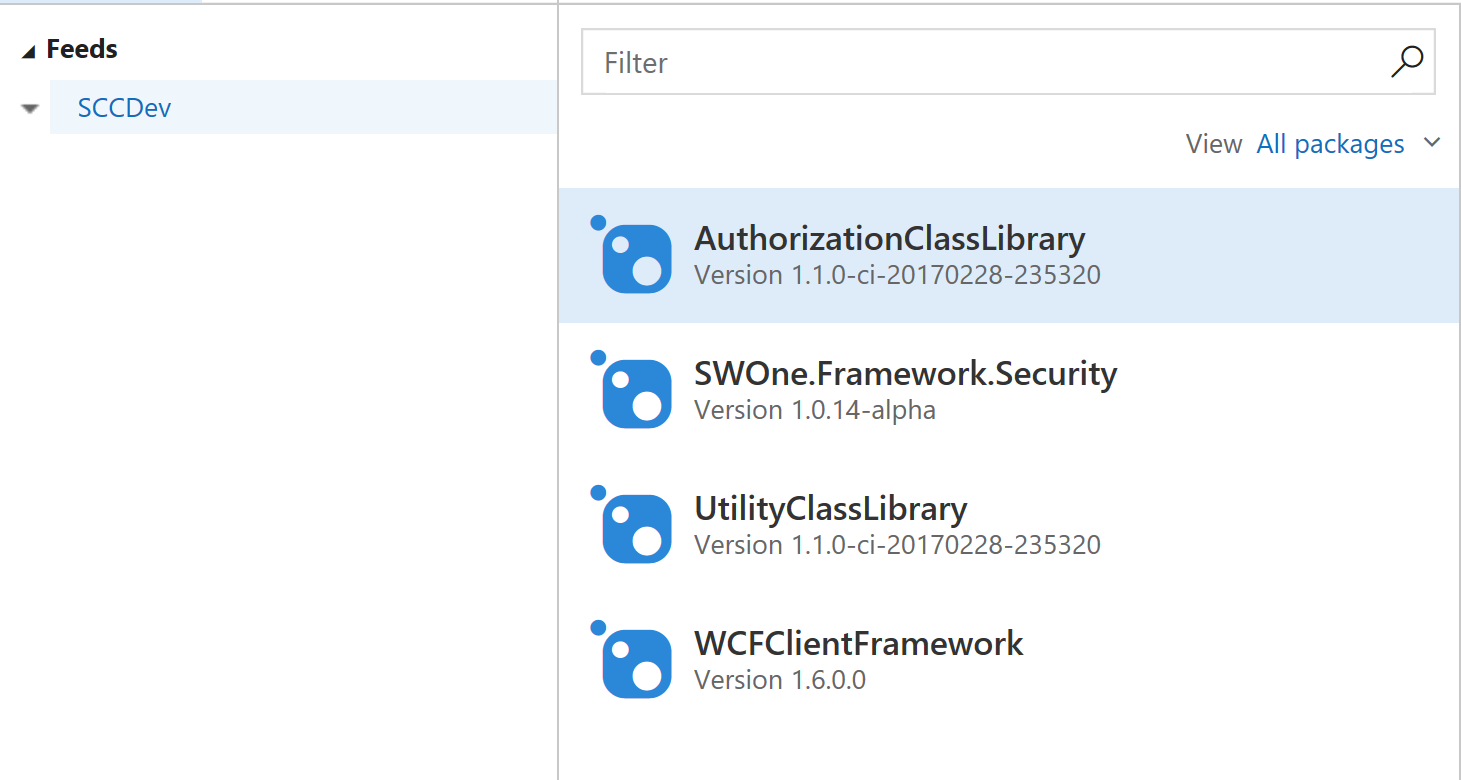 Feeds
SCCDev
Filter
View All packages
AuthorizationClassLibrary
Version 1.1.0-ci-20170228-235320
SWOne.Framework.Security
Version 1.0.14-alpha
UtilityClassLibrary
Version 1.1.0-ci-20170228-235320
WCFClientFramework
Version 1.6.0.0